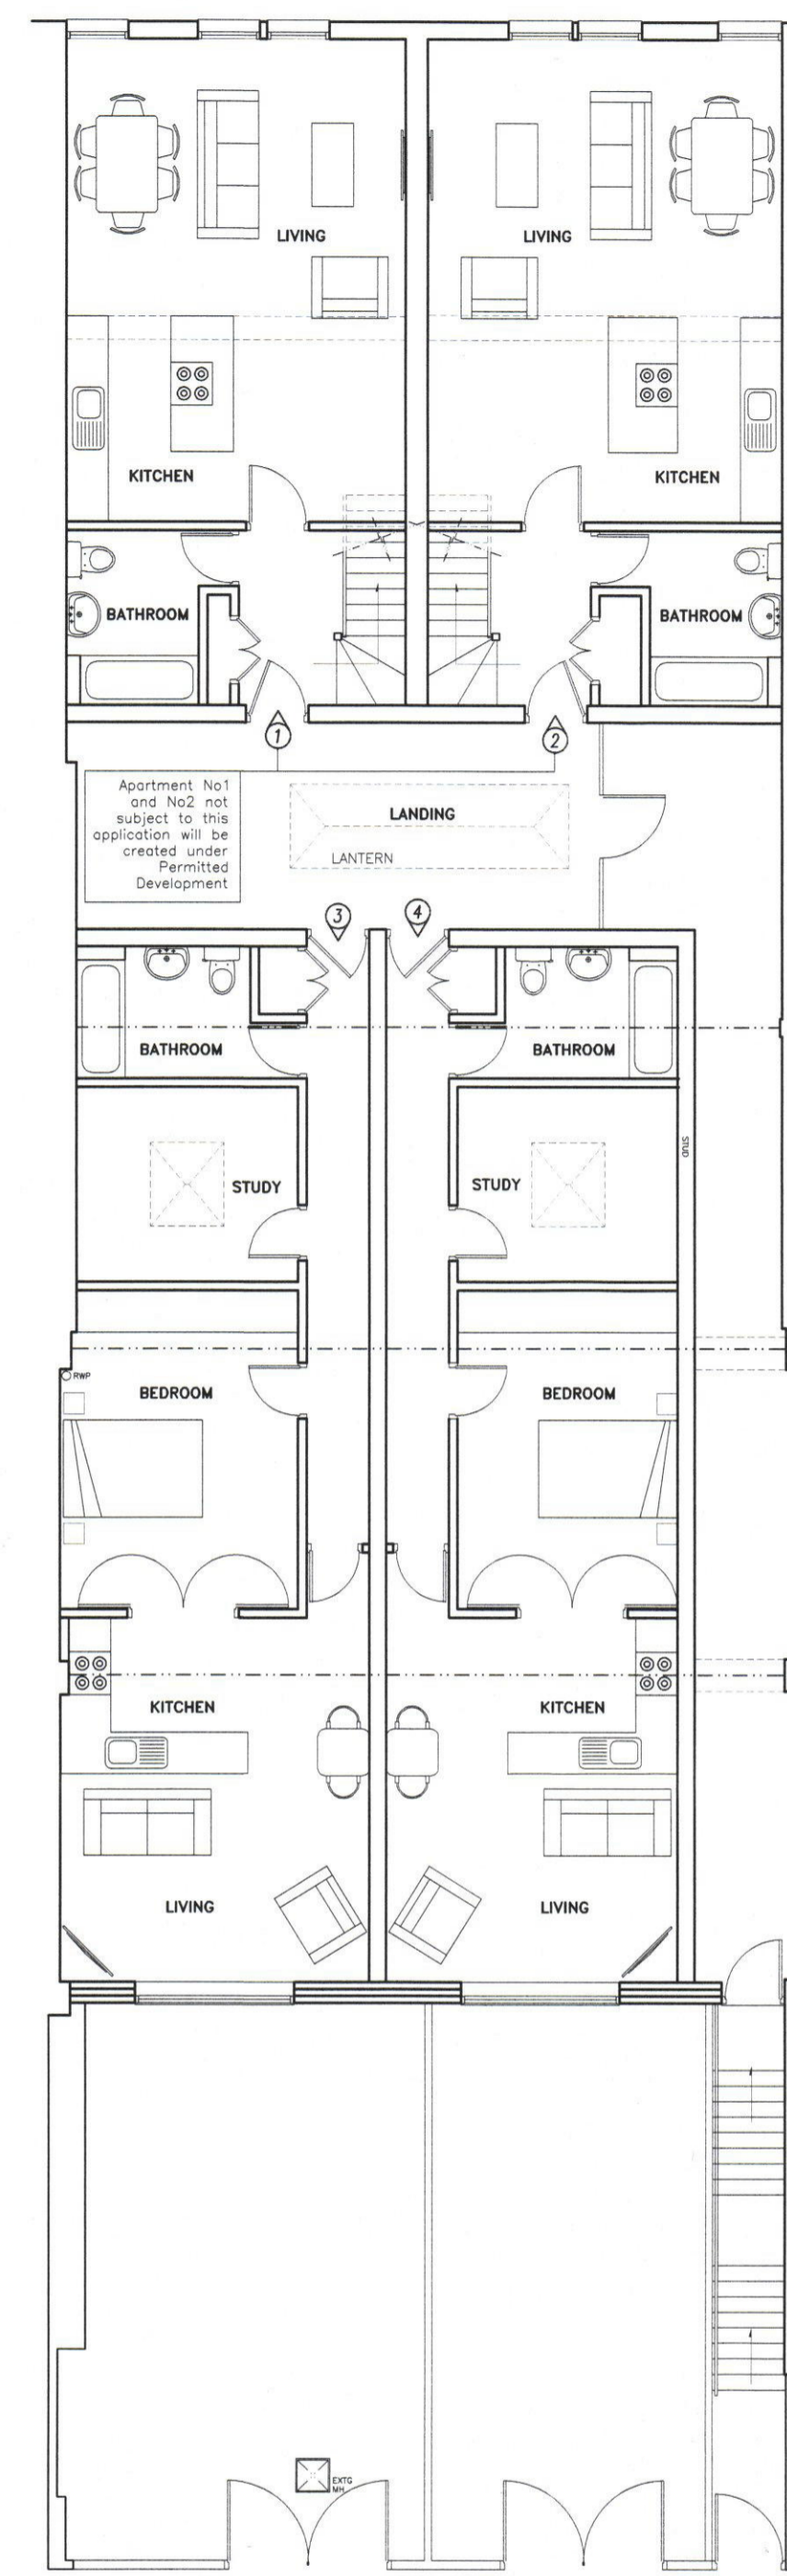 LIVING
LIVING
KITCHEN
KITCHEN
BATHROOM
BATHROOM
1
2
Apartment No1
and No2 not
subject to this
application will be
created under
Permitted
Development
LANDING
LANTERN
3
4
BATHROOM
BATHROOM
STUD
STUDY
STUDY
RWP
BEDROOM
BEDROOM
KITCHEN
KITCHEN
LIVING
LIVING
EXTG
MH